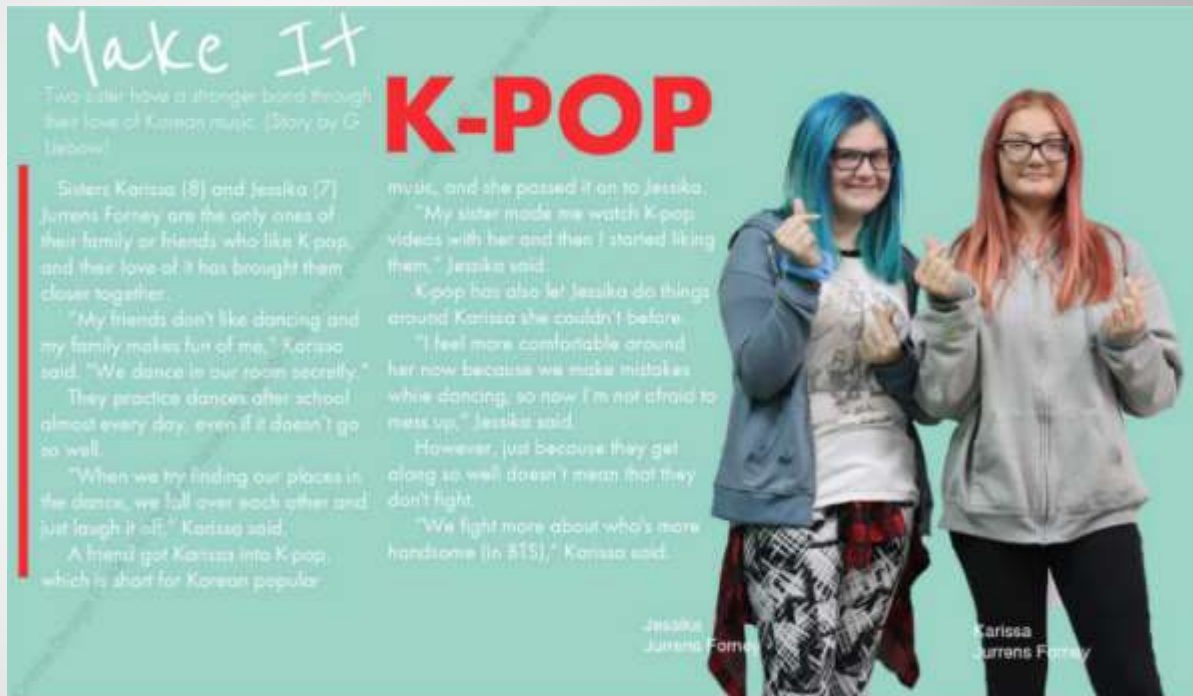 Make It
K-POP
Two sister have a stronger bond through
their love of Korean music. (Story by G
Sisters Karissa (8) and Jessika (7)
Jurrens Forney are the only ones of
their family or friends who like K-pop,
and their love of it has brought them
closer together.
"My friends don't like dancing and
my family makes fun of me," Karissa
said. "We dance in our room secretly."
They practice dances after school
almost every day, even if it doesn't go
so well.
"When we try finding our places in
the dance, we fall over each other and
just laugh it off," Karissa said.
A friend got Karissa into K-pop,
which is short for Korean popular
music, and she passed it on to Jessika.
"My sister made me watch K-pop
videos with her and then I started liking
them," Jessika said.
K-pop has also let Jessika do things
around Karissa she couldn't before.
"I feel more comfortable around
her now because we make mistakes
while dancing, so now I'm not afraid to
mess up," Jessika said.
However, just because they get
along so well doesn't mean that they
don't fight.
"We fight more about who's more
handsome (in BTS)," Karissa said.
Jessika
Jurrens Forney
Karissa
Jurrens Forney